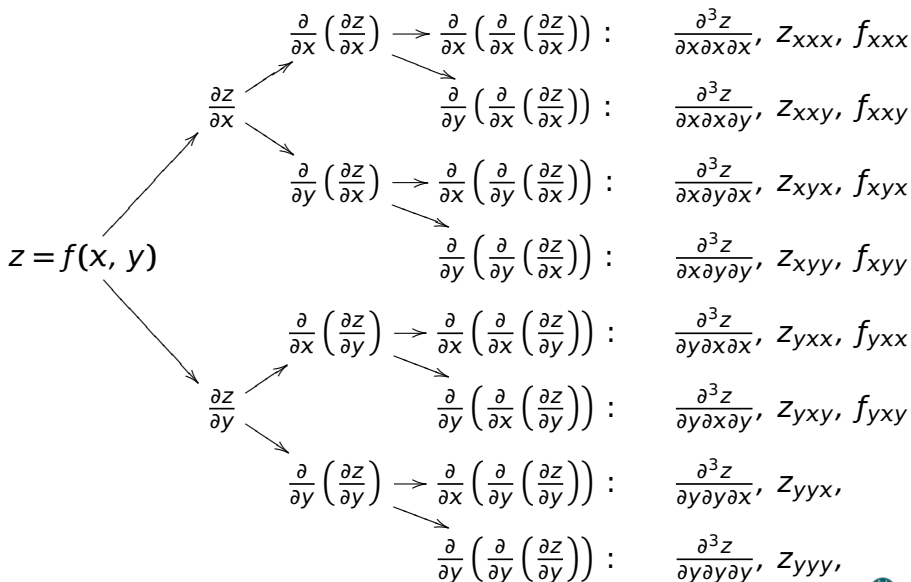 ∂/∂x (∂z/∂x) → ∂/∂x (∂/∂x (∂z/∂x)) : ∂³z/∂x∂x∂x, z_xxx, f_xxx
∂z/∂x ∂/∂y (∂/∂x (∂z/∂x)) : ∂³z/∂x∂x∂y, z_xxy, f_xxy
∂/∂y (∂z/∂x) → ∂/∂x (∂/∂y (∂z/∂x)) : ∂³z/∂x∂y∂x, z_xyx, f_xyx
z = f(x, y) ∂/∂y (∂/∂y (∂z/∂x)) : ∂³z/∂x∂y∂y, z_xyy, f_xyy
∂/∂x (∂z/∂y) → ∂/∂x (∂/∂x (∂z/∂y)) : ∂³z/∂y∂x∂x, z_yxx, f_yxx
∂z/∂y ∂/∂y (∂/∂x (∂z/∂y)) : ∂³z/∂y∂x∂y, z_yxy, f_yxy
∂/∂y (∂z/∂y) → ∂/∂x (∂/∂y (∂z/∂y)) : ∂³z/∂y∂y∂x, z_yyx,
∂/∂y (∂/∂y (∂z/∂y)) : ∂³z/∂y∂y∂y, z_yyy,